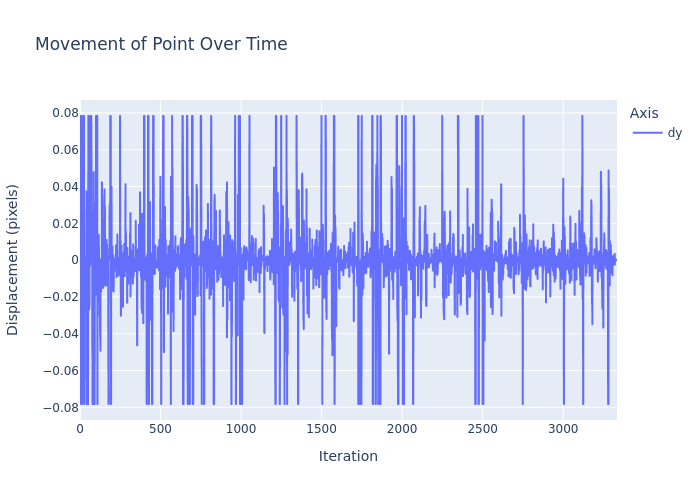 Movement of Point Over Time
Axis
dy
Displacement (pixels)
0.08
0.06
0.04
0.02
0
−0.02
−0.04
−0.06
−0.08
0 500 1000 1500 2000 2500 3000
Iteration